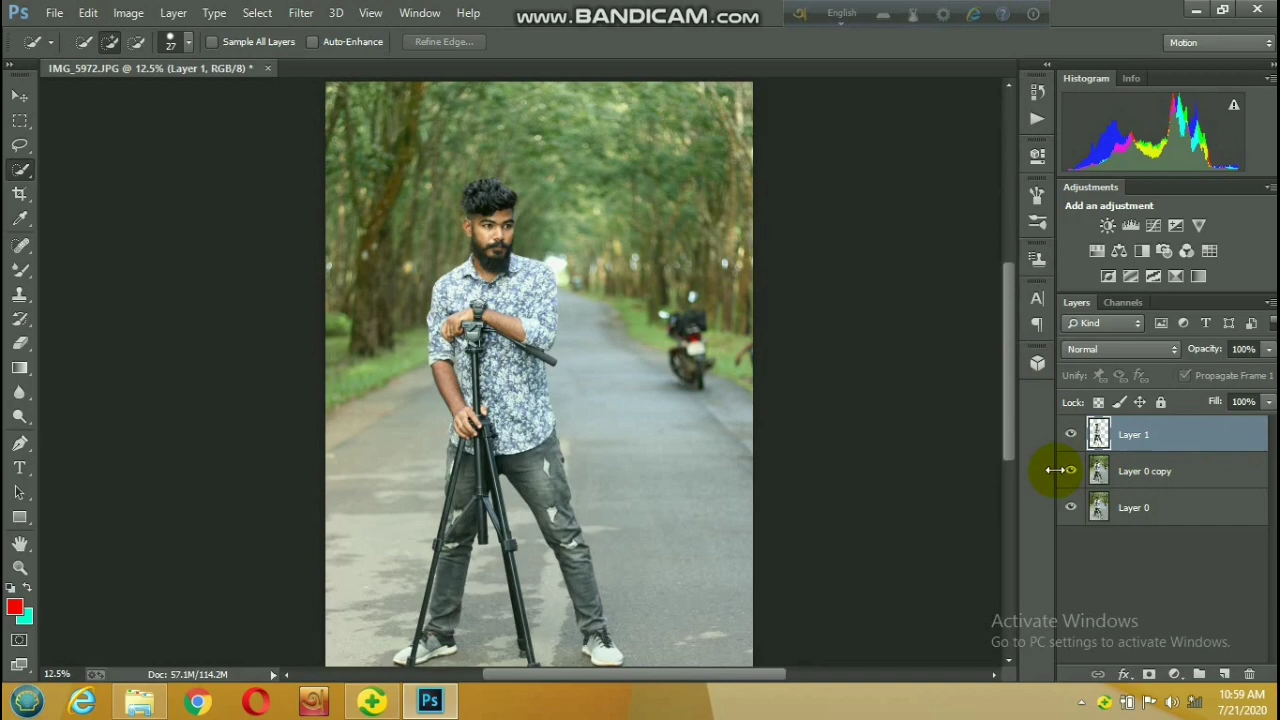 Ps File Edit Image Layer Type Select Filter 3D View Window Help
www.BANDICAM.com
English
27 Sample All Layers Auto-Enhance Refine Edge... Motion
IMG_5972.JPG @ 12.5% (Layer 1, RGB/8) * ×
Histogram Info
Adjustments
Add an adjustment
Layers Channels
Kind
Normal Opacity: 100%
Unify: Propagate Frame 1
Lock: Fill: 100%
Layer 1
Layer 0 copy
Layer 0
Activate Windows
Go to PC settings to activate Windows.
12.5% Doc: 57.1M/114.2M
10:59 AM
7/21/2020